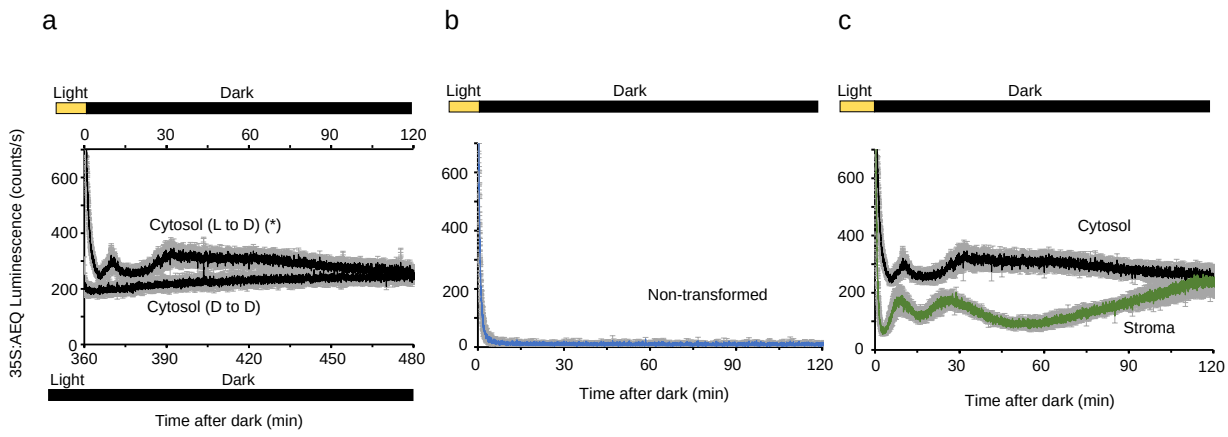 a
Light Dark
0 30 60 90 120
35S:AEQ Luminescence (counts/s)
600
400
200
0
Cytosol (L to D) (*)
Cytosol (D to D)
360 390 420 450 480
Light Dark
Time after dark (min)
b
Light Dark
600
400
200
0
Non-transformed
0 30 60 90 120
Time after dark (min)
c
Light Dark
600
400
200
0
Cytosol
Stroma
0 30 60 90 120
Time after dark (min)